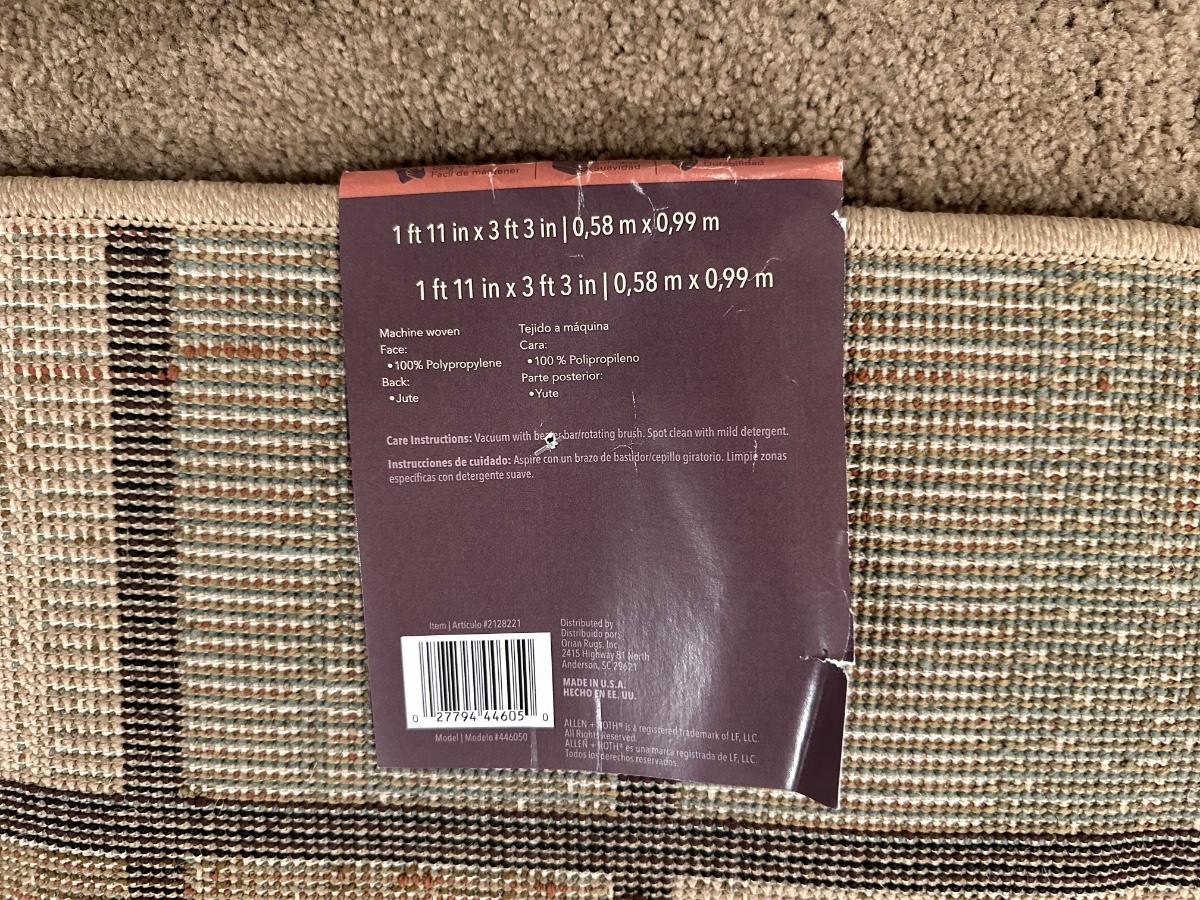 Fácil de mantener
Suavidad
Durabilidad
1 ft 11 in x 3 ft 3 in | 0,58 m x 0,99 m
1 ft 11 in x 3 ft 3 in | 0,58 m x 0,99 m
Machine woven
Face:
•100% Polypropylene
Back:
•Jute
Tejido a máquina
Cara:
•100 % Polipropileno
Parte posterior:
•Yute
Care Instructions: Vacuum with beater bar/rotating brush. Spot clean with mild detergent.
Instrucciones de cuidado: Aspire con un brazo de bastidor/cepillo giratorio. Limpie zonas
específicas con detergente suave.
Item | Artículo #2128221
0 27794 44605 0
Model | Modelo #446050
Distributed by
Distribuido por:
Orian Rugs, Inc.
2415 Highway 81 North
Anderson, SC 29621
MADE IN U.S.A.
HECHO EN EE. UU.
ALLEN + ROTH® is a registered trademark of LF, LLC.
All Rights Reserved.
ALLEN + ROTH® es una marca registrada de LF, LLC.
Todos los derechos reservados.